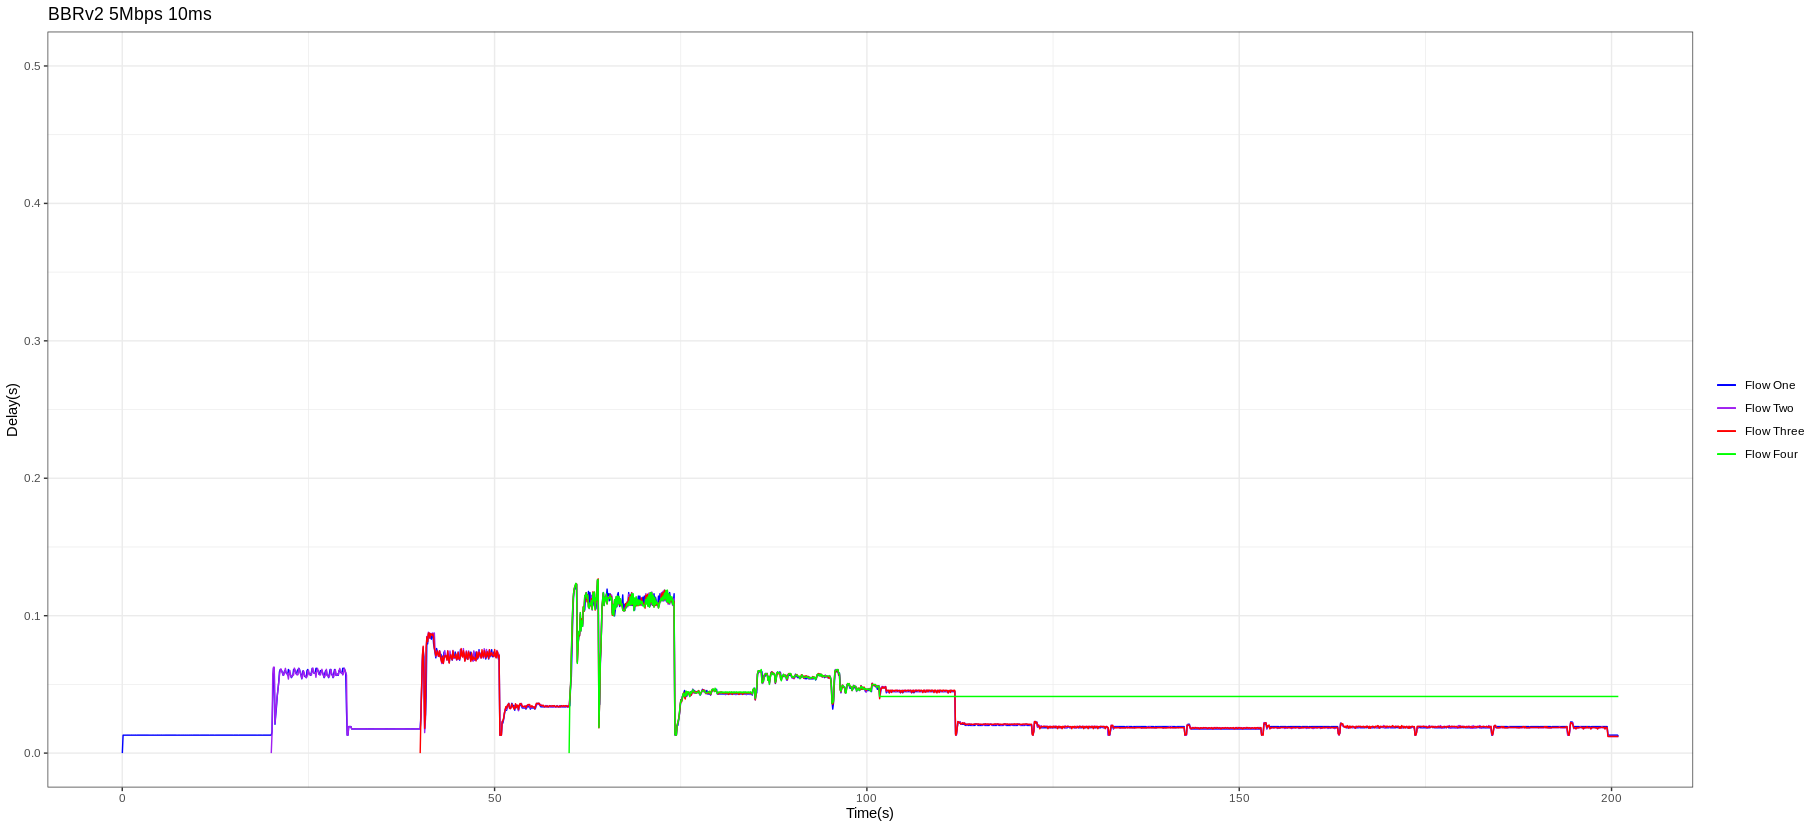 BBRv2 5Mbps 10ms
0.5
0.4
0.3
0.2
0.1
0.0
Delay(s)
0 50 100 150 200
Time(s)
Flow One
Flow Two
Flow Three
Flow Four